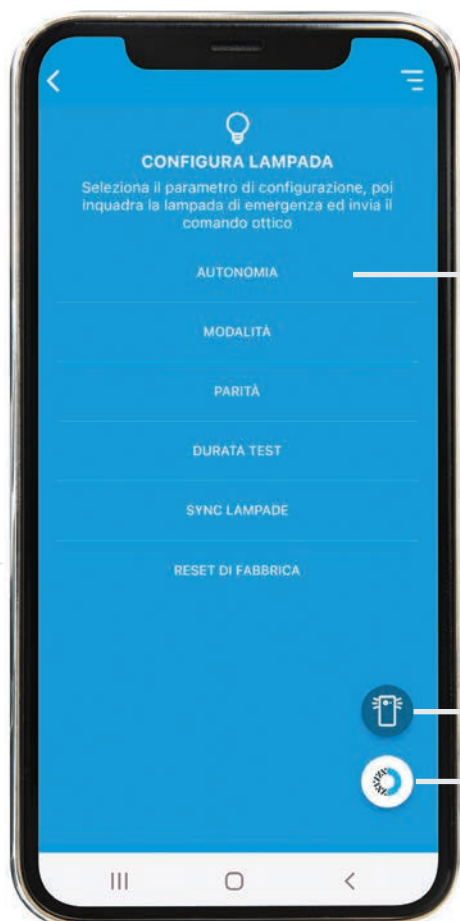 CONFIGURA LAMPADA
Seleziona il parametro di configurazione, poi
inquadra la lampada di emergenza ed invia il
comando ottico
AUTONOMIA
MODALITÀ
PARITÀ
DURATA TEST
SYNC LAMPADE
RESET DI FABBRICA